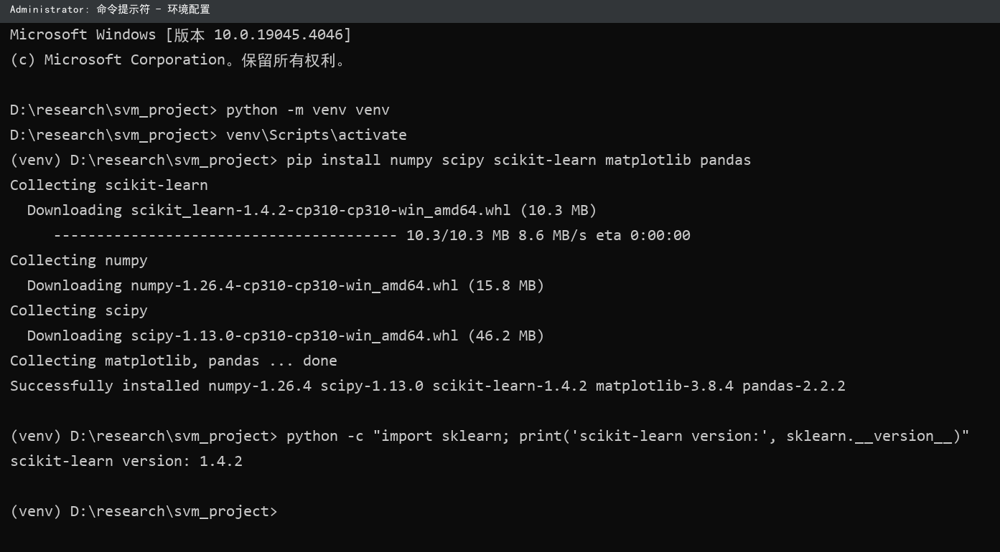 Administrator: 命令提示符 - 环境配置
Microsoft Windows [版本 10.0.19045.4046]
(c) Microsoft Corporation。保留所有权利。
D:\research\svm_project> python -m venv venv
D:\research\svm_project> venv\Scripts\activate
(venv) D:\research\svm_project> pip install numpy scipy scikit-learn matplotlib pandas
Collecting scikit-learn
  Downloading scikit_learn-1.4.2-cp310-cp310-win_amd64.whl (10.3 MB)
     ---------------------------------------- 10.3/10.3 MB 8.6 MB/s eta 0:00:00
Collecting numpy
  Downloading numpy-1.26.4-cp310-cp310-win_amd64.whl (15.8 MB)
Collecting scipy
  Downloading scipy-1.13.0-cp310-cp310-win_amd64.whl (46.2 MB)
Collecting matplotlib, pandas ... done
Successfully installed numpy-1.26.4 scipy-1.13.0 scikit-learn-1.4.2 matplotlib-3.8.4 pandas-2.2.2
(venv) D:\research\svm_project> python -c "import sklearn; print('scikit-learn version:', sklearn.__version__)"
scikit-learn version: 1.4.2
(venv) D:\research\svm_project>